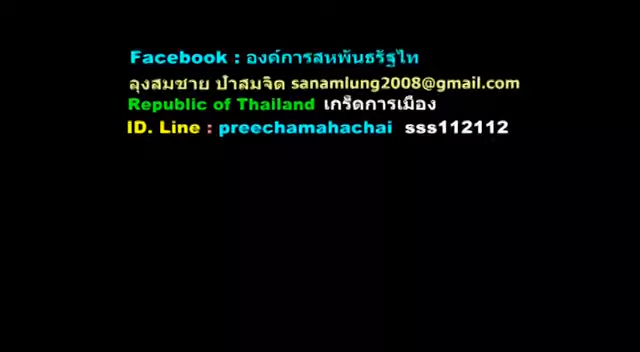 Facebook : องค์การสหพันธรัฐไท
ลุงสมชาย ป้าสมจิด sanamlung2008@gmail.com
Republic of Thailand เกร็ดการเมือง
ID. Line : preechamahachai sss112112